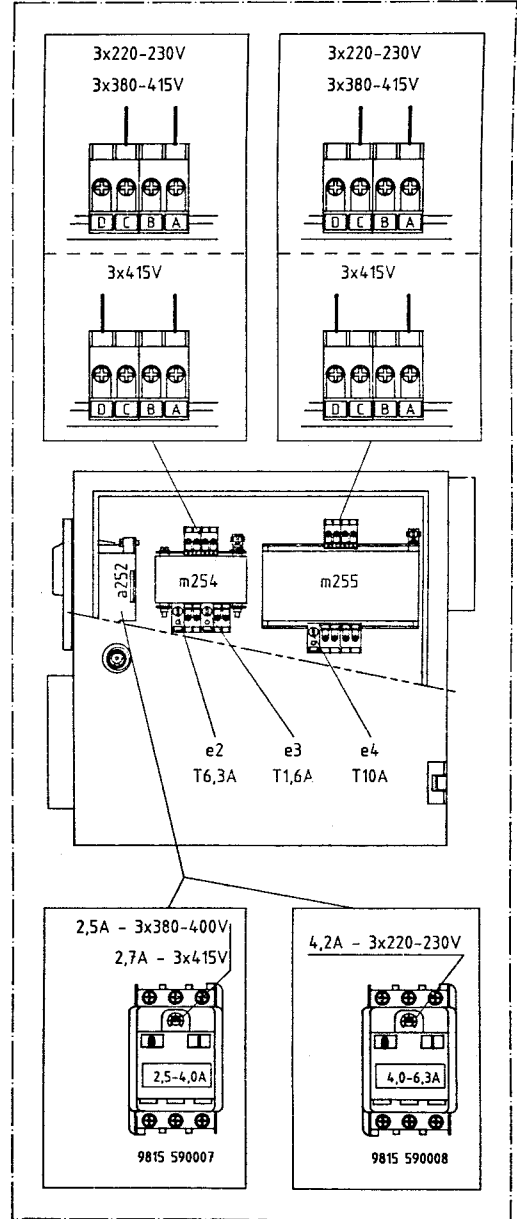 3x220-230V
3x380-415V
D C B A
3x415V
D C B A
3x220-230V
3x380-415V
D C B A
3x415V
D C B A
a252
m254
m255
e2
T6,3A
e3
T1,6A
e4
T10A
2,5A - 3x380-400V
2,7A - 3x415V
2,5-4,0A
9815 590007
4,2A - 3x220-230V
4,0-6,3A
9815 590008